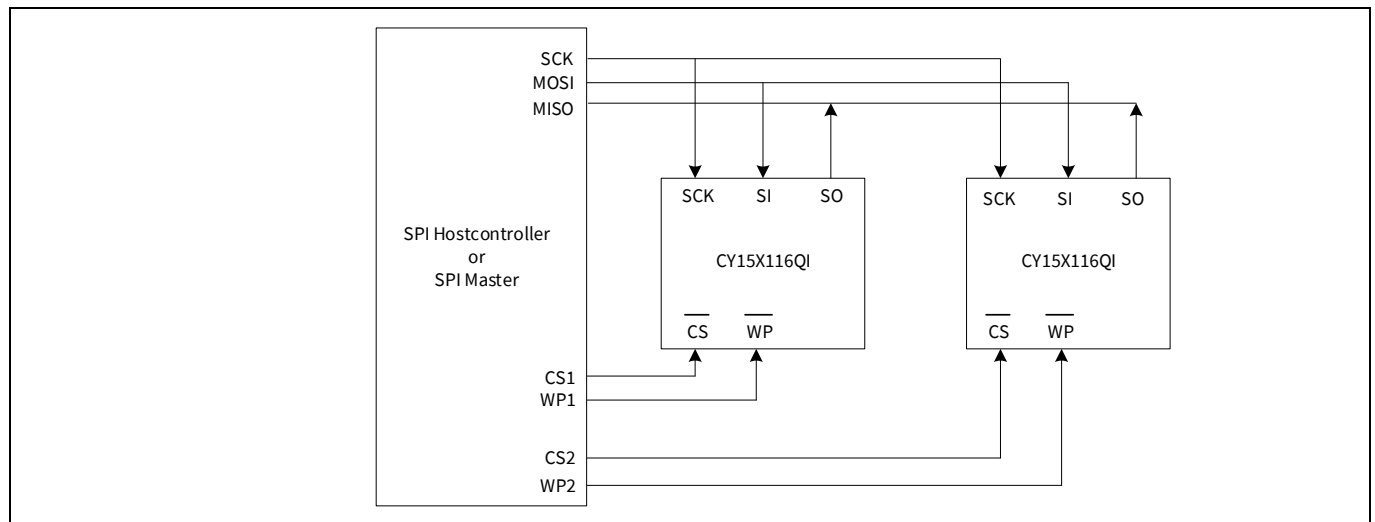 SCK
MOSI
MISO
SCK SI SO
SCK SI SO
SPI Hostcontroller
or
SPI Master
CY15X116QI
CY15X116QI
CS WP
CS WP
CS1
WP1
CS2
WP2